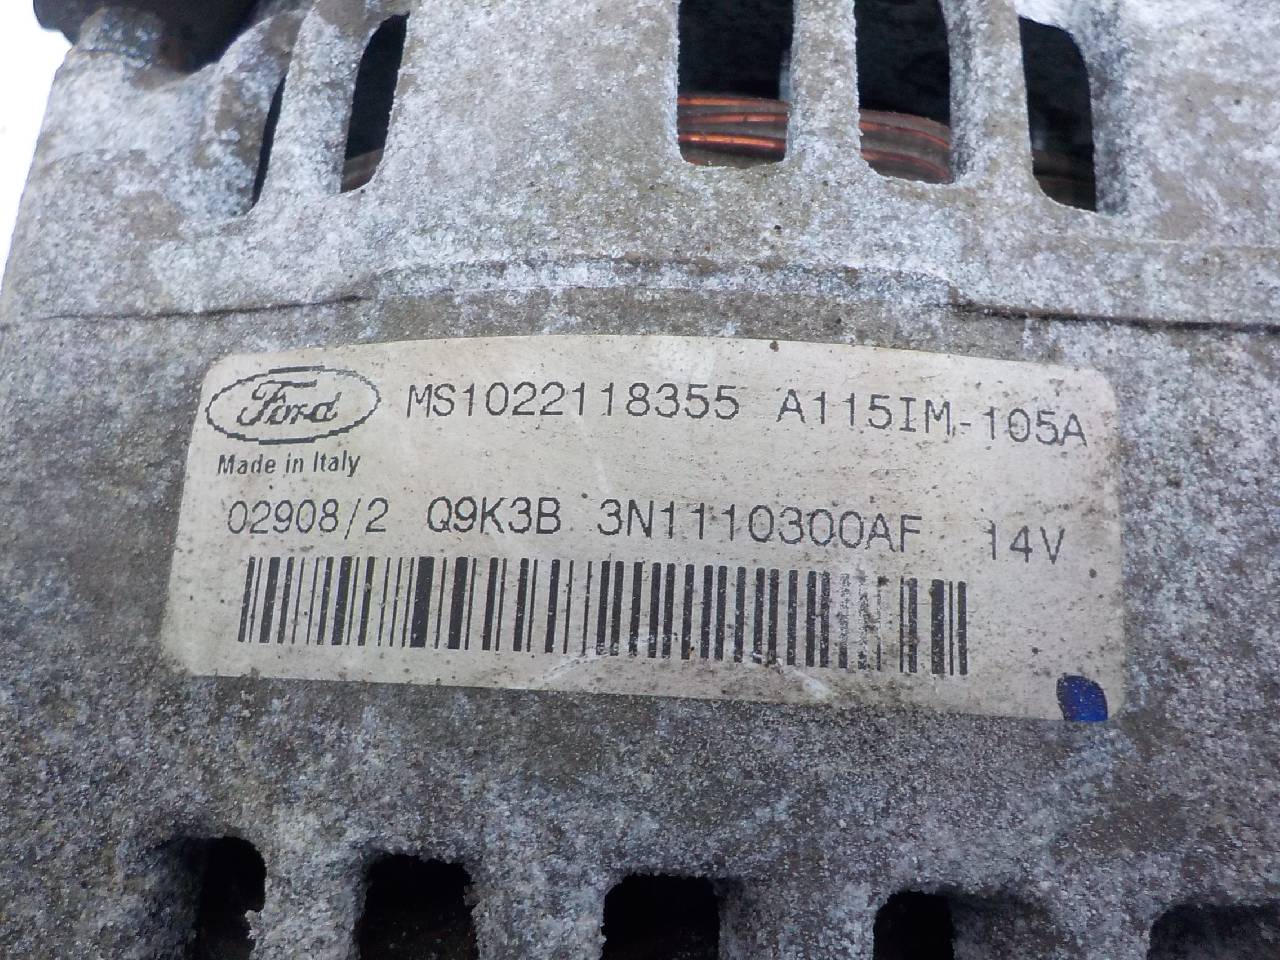 Ford MS1022118355 A115IM-105A
Made in Italy
02908/2 Q9K3B 3N1110300AF 14V